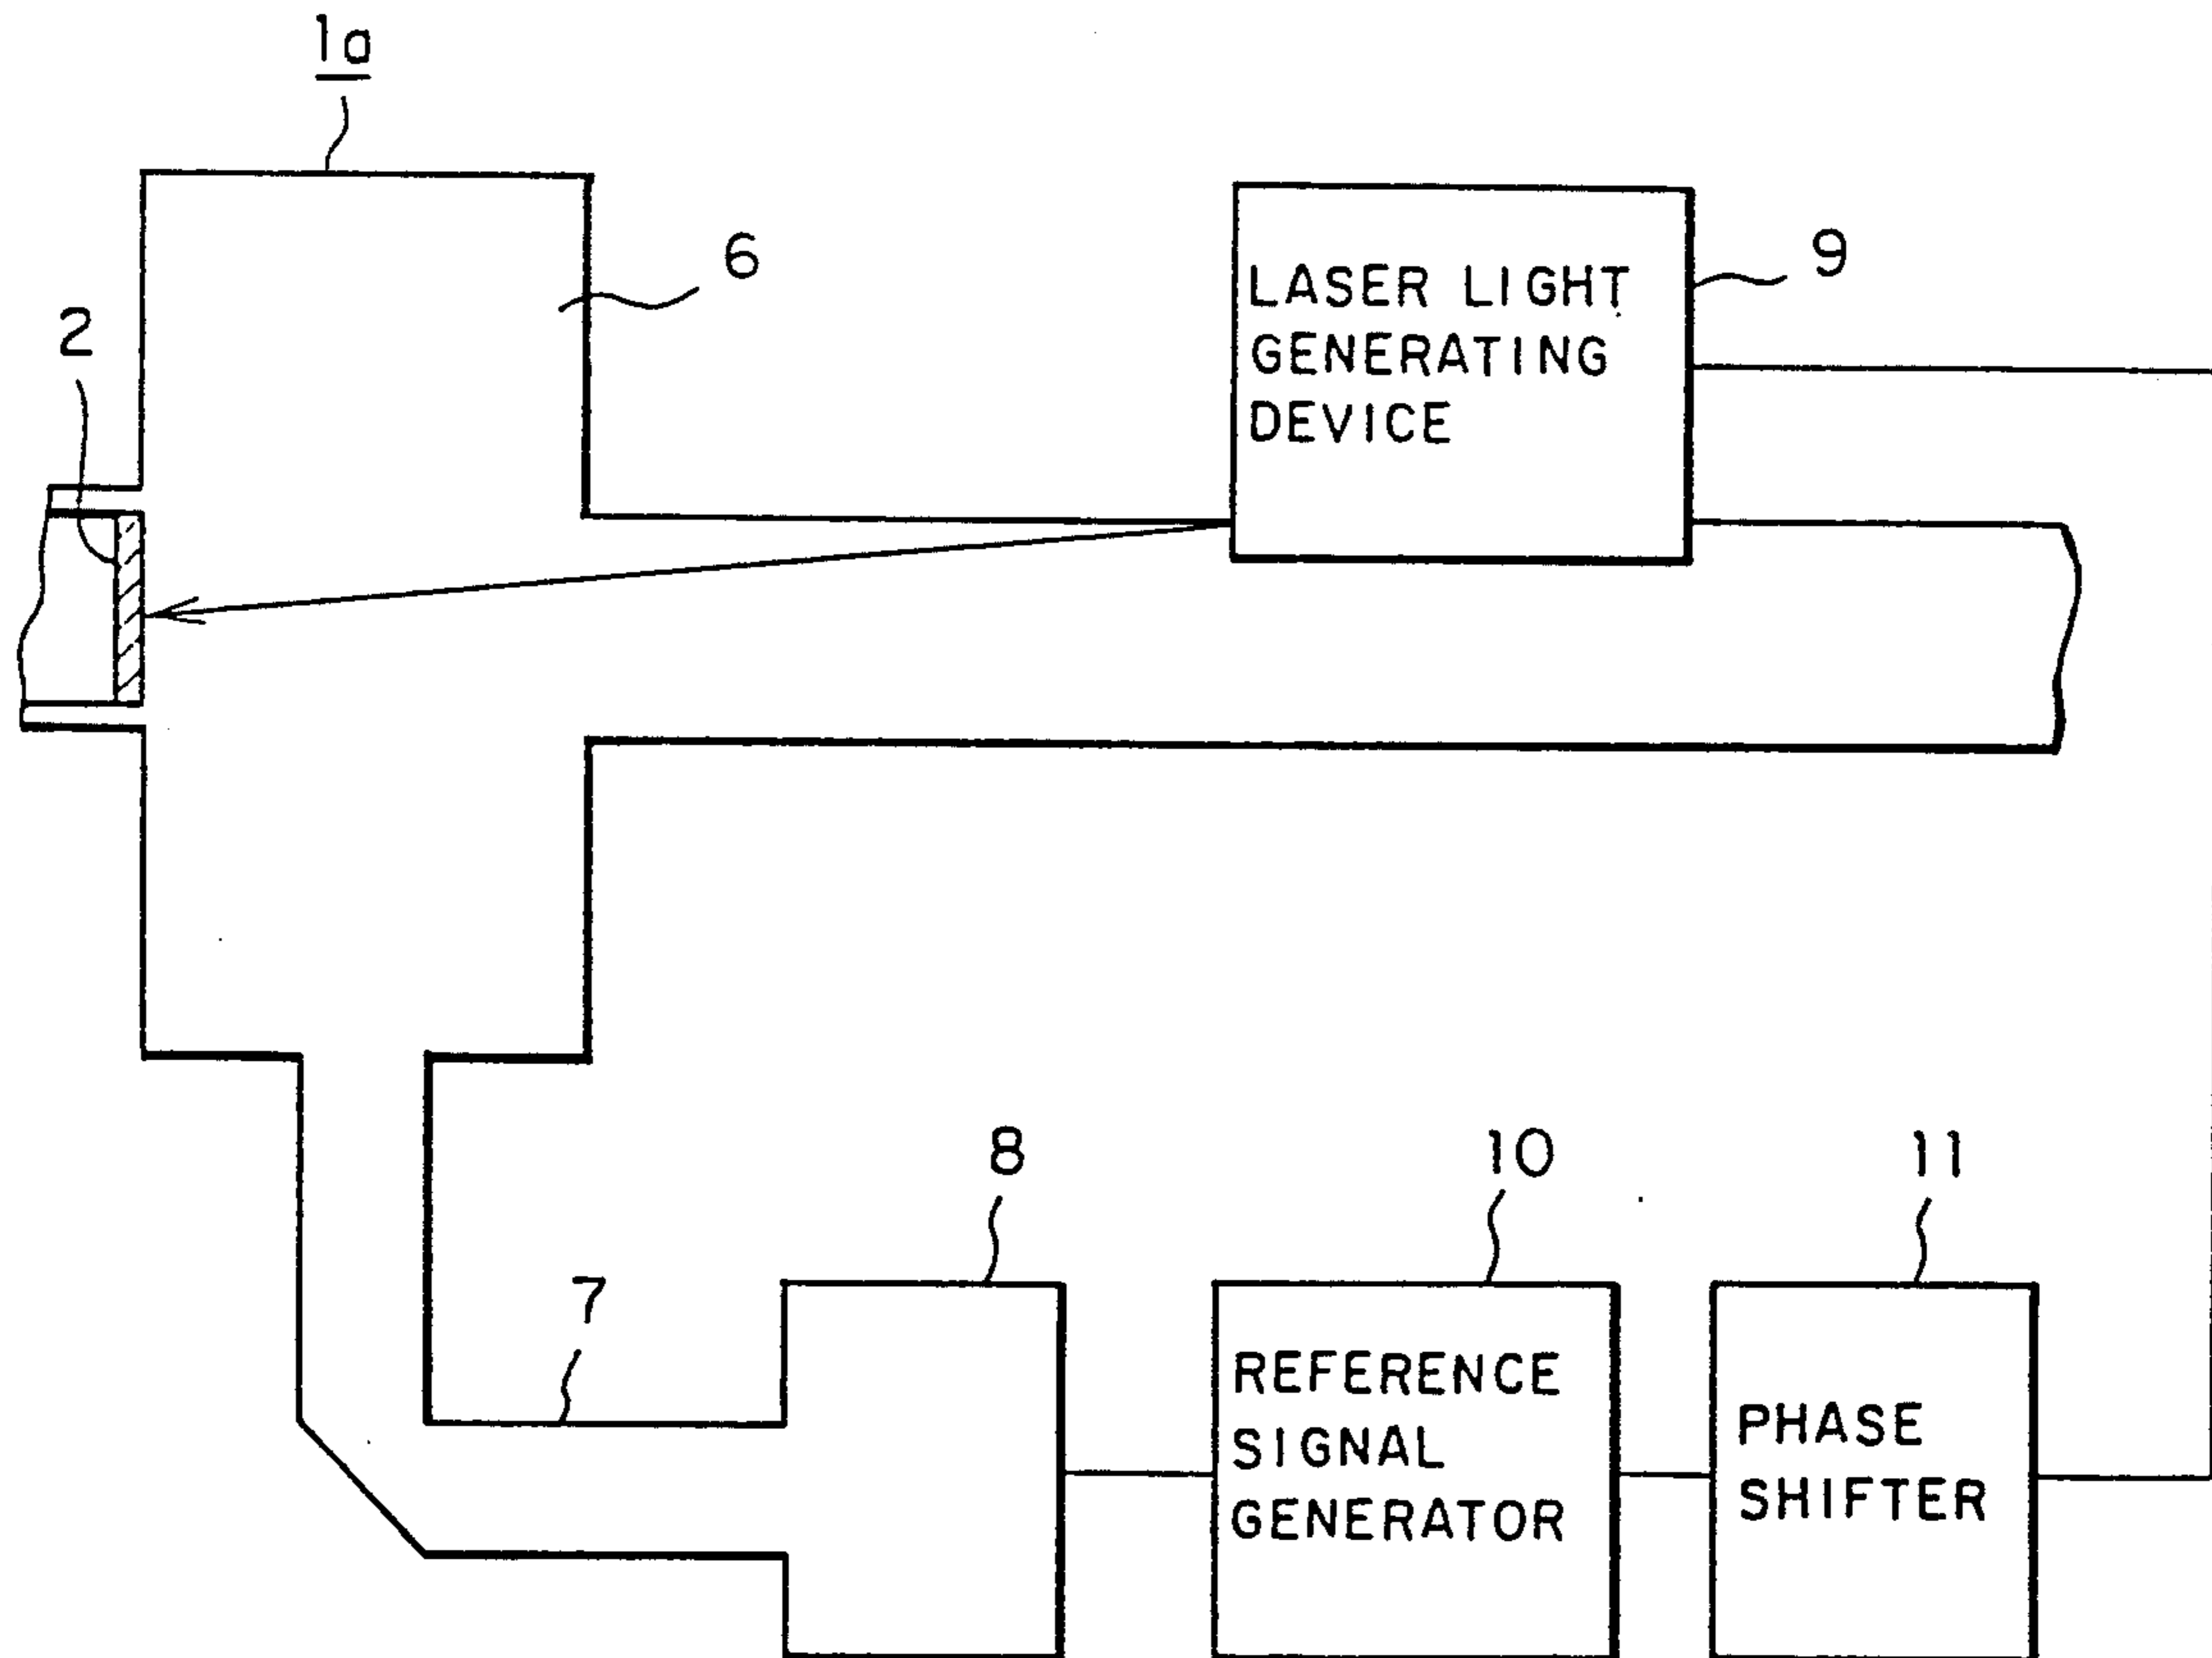 1a
6
9
2
LASER LIGHT
GENERATING
DEVICE
8
10
11
7
REFERENCE
SIGNAL
GENERATOR
PHASE
SHIFTER